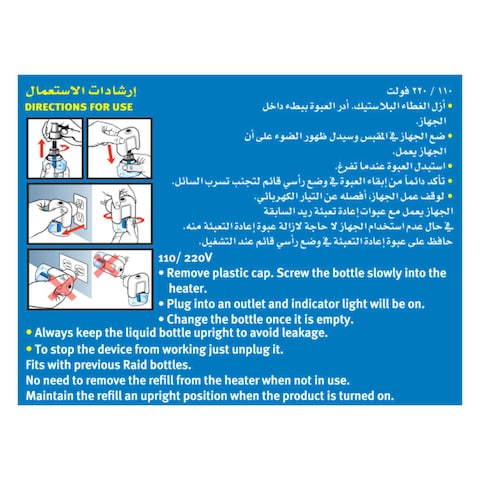 إرشادات الاستعمال
DIRECTIONS FOR USE
١١٠ / ٢٢٠ فولت
• أزل الغطاء البلاستيك. أدر العبوة ببطء داخل
الجهاز.
• ضع الجهاز في المقبس وسيدل ظهور الضوء على أن
الجهاز يعمل.
• استبدل العبوة عندما تفرغ.
• تأكد دائماً من إبقاء العبوة في وضع رأسي قائم لتجنب تسرب السائل.
• لوقف عمل الجهاز، أفصله عن التيار الكهربائي.
الجهاز يعمل مع عبوات إعادة تعبئة ريد السابقة
في حال عدم استخدام الجهاز لا حاجة لازالة عبوة إعادة التعبئة منه.
حافظ على عبوة إعادة التعبئة في وضع رأسي قائم عند التشغيل.
110/ 220V
• Remove plastic cap. Screw the bottle slowly into the
heater.
• Plug into an outlet and indicator light will be on.
• Change the bottle once it is empty.
• Always keep the liquid bottle upright to avoid leakage.
• To stop the device from working just unplug it.
Fits with previous Raid bottles.
No need to remove the refill from the heater when not in use.
Maintain the refill an upright position when the product is turned on.